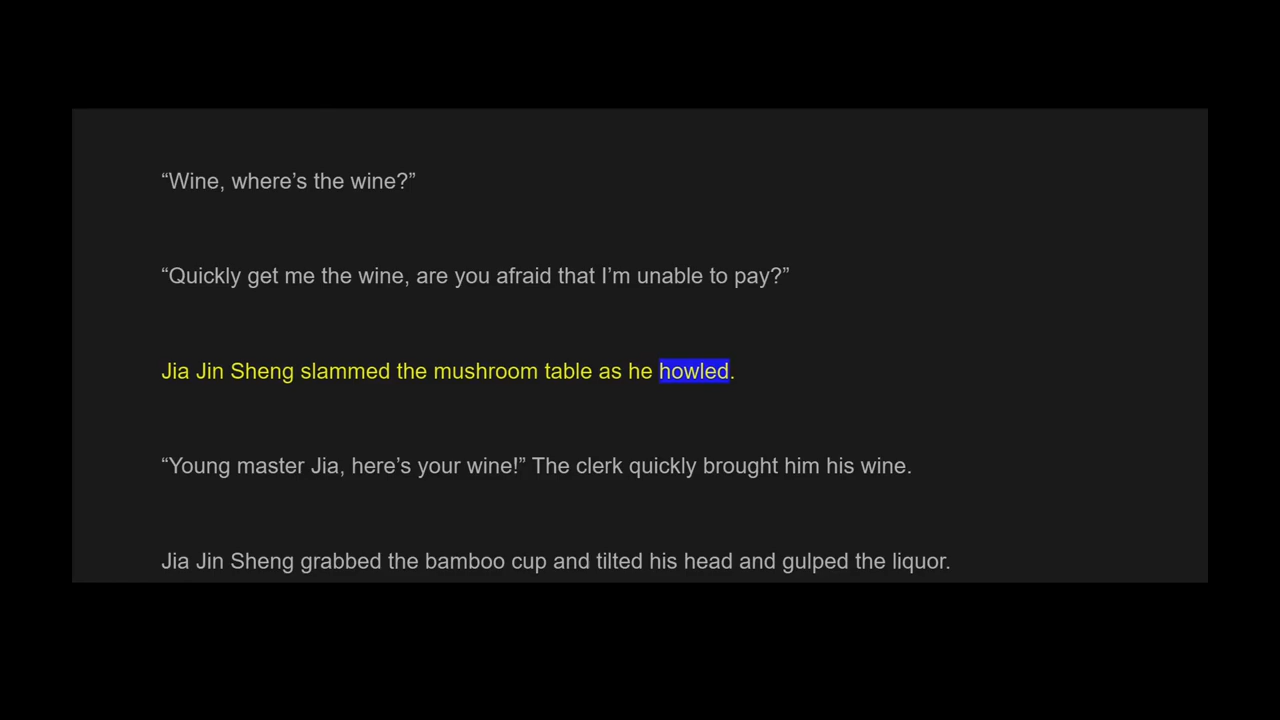 “Wine, where’s the wine?”
“Quickly get me the wine, are you afraid that I’m unable to pay?”
Jia Jin Sheng slammed the mushroom table as he howled.
“Young master Jia, here’s your wine!” The clerk quickly brought him his wine.
Jia Jin Sheng grabbed the bamboo cup and tilted his head and gulped the liquor.